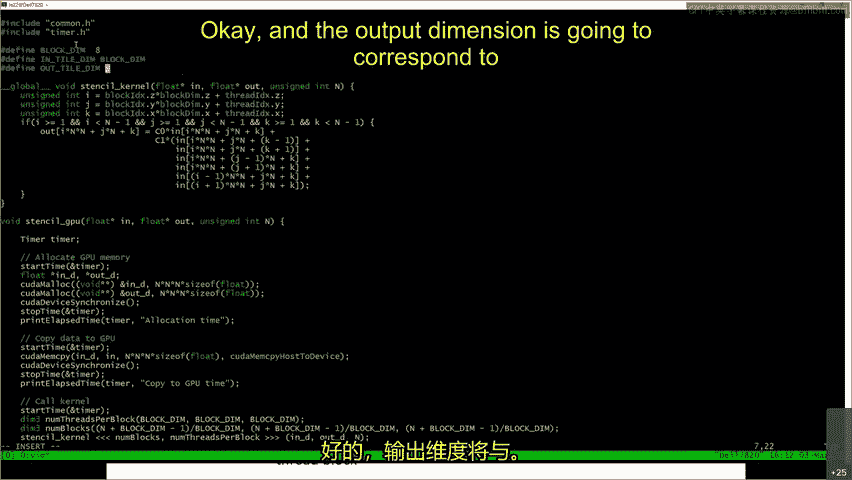 #include "common.h"
#include "timer.h"
#define BLOCK_DIM 8
#define IN_TILE_DIM BLOCK_DIM
#define OUT_TILE_DIM
Okay, and the output dimension is going to
correspond to
__global__ void stencil_kernel(float* in, float* out, unsigned int N) {
unsigned int i = blockIdx.z*blockDim.z + threadIdx.z;
unsigned int j = blockIdx.y*blockDim.y + threadIdx.y;
unsigned int k = blockIdx.x*blockDim.x + threadIdx.x;
if(i >= 1 && i < N - 1 && j >= 1 && j < N - 1 && k >= 1 && k < N - 1) {
out[i*N*N + j*N + k] = C0*in[i*N*N + j*N + k] +
C1*(in[i*N*N + j*N + (k - 1)] +
in[i*N*N + j*N + (k + 1)] +
in[i*N*N + (j - 1)*N + k] +
in[i*N*N + (j + 1)*N + k] +
in[(i - 1)*N*N + j*N + k] +
in[(i + 1)*N*N + j*N + k]);
}
}
void stencil_gpu(float* in, float* out, unsigned int N) {
Timer timer;
// Allocate GPU memory
startTime(&timer);
float *in_d, *out_d;
cudaMalloc((void**) &in_d, N*N*N*sizeof(float));
cudaMalloc((void**) &out_d, N*N*N*sizeof(float));
cudaDeviceSynchronize();
stopTime(&timer);
printElapsedTime(timer, "Allocation time");
// Copy data to GPU
startTime(&timer);
cudaMemcpy(in_d, in, N*N*N*sizeof(float), cudaMemcpyHostToDevice);
cudaDeviceSynchronize();
stopTime(&timer);
printElapsedTime(timer, "Copy to GPU time");
// Call kernel
startTime(&timer);
dim3 numThreadsPerBlock(BLOCK_DIM, BLOCK_DIM, BLOCK_DIM);
dim3 numBlocks((N + BLOCK_DIM - 1)/BLOCK_DIM, (N + BLOCK_DIM - 1)/BLOCK_DIM, (N + BLOCK_DIM - 1)/BLOCK_DIM);
stencil_kernel <<< numBlocks, numThreadsPerBlock >>> (in_d, out_d, N);
-- INSERT --
7,22
好的，输出维度将与。
thread block
+25